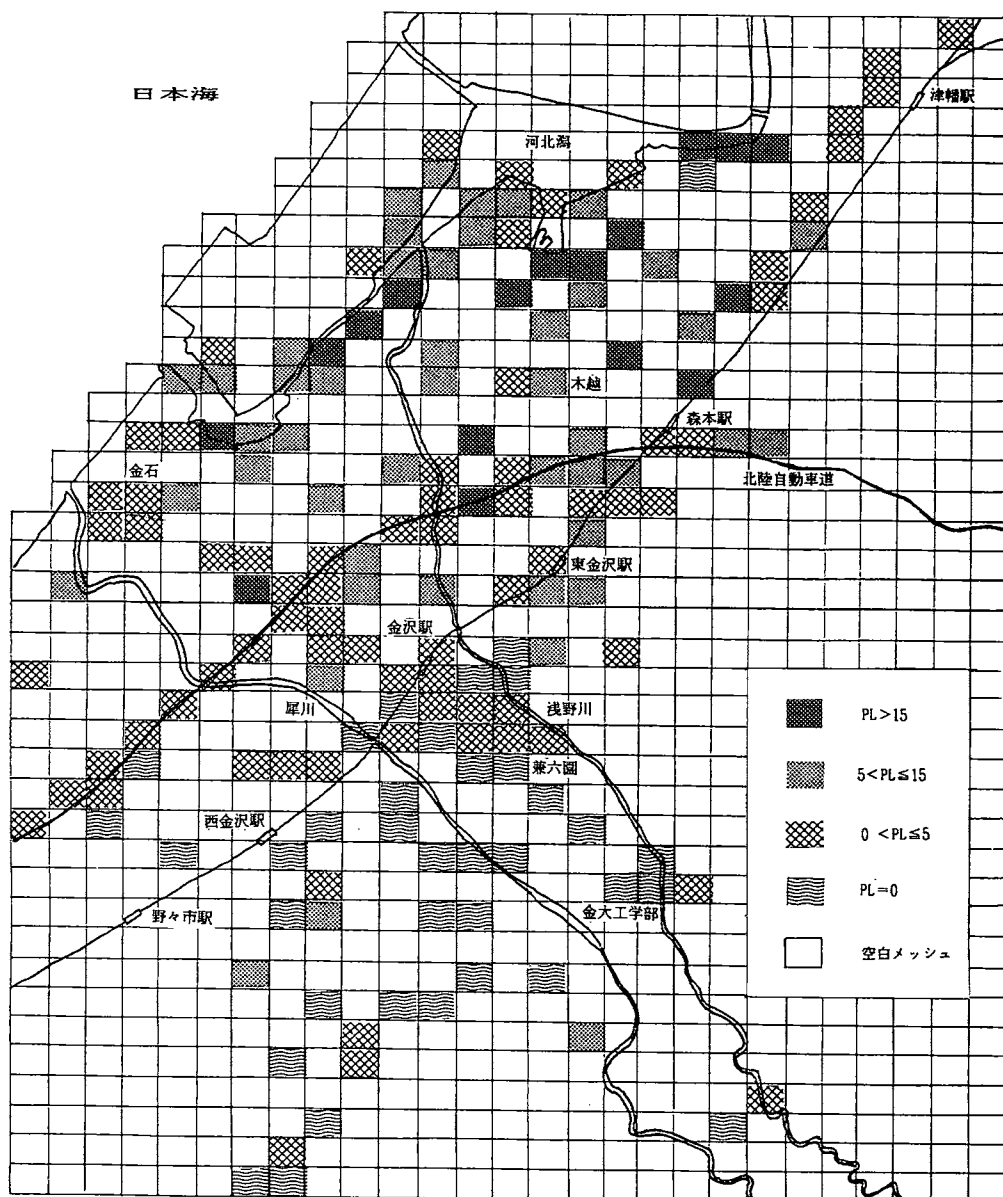 日本海
津幡駅
河北潟
木越
森本駅
金石
北陸自動車道
東金沢駅
金沢駅
犀川
浅野川
兼六園
西金沢駅
金大工学部
野々市駅
PL>15
5<PL≦15
0<PL≦5
PL=0
空白メッシュ